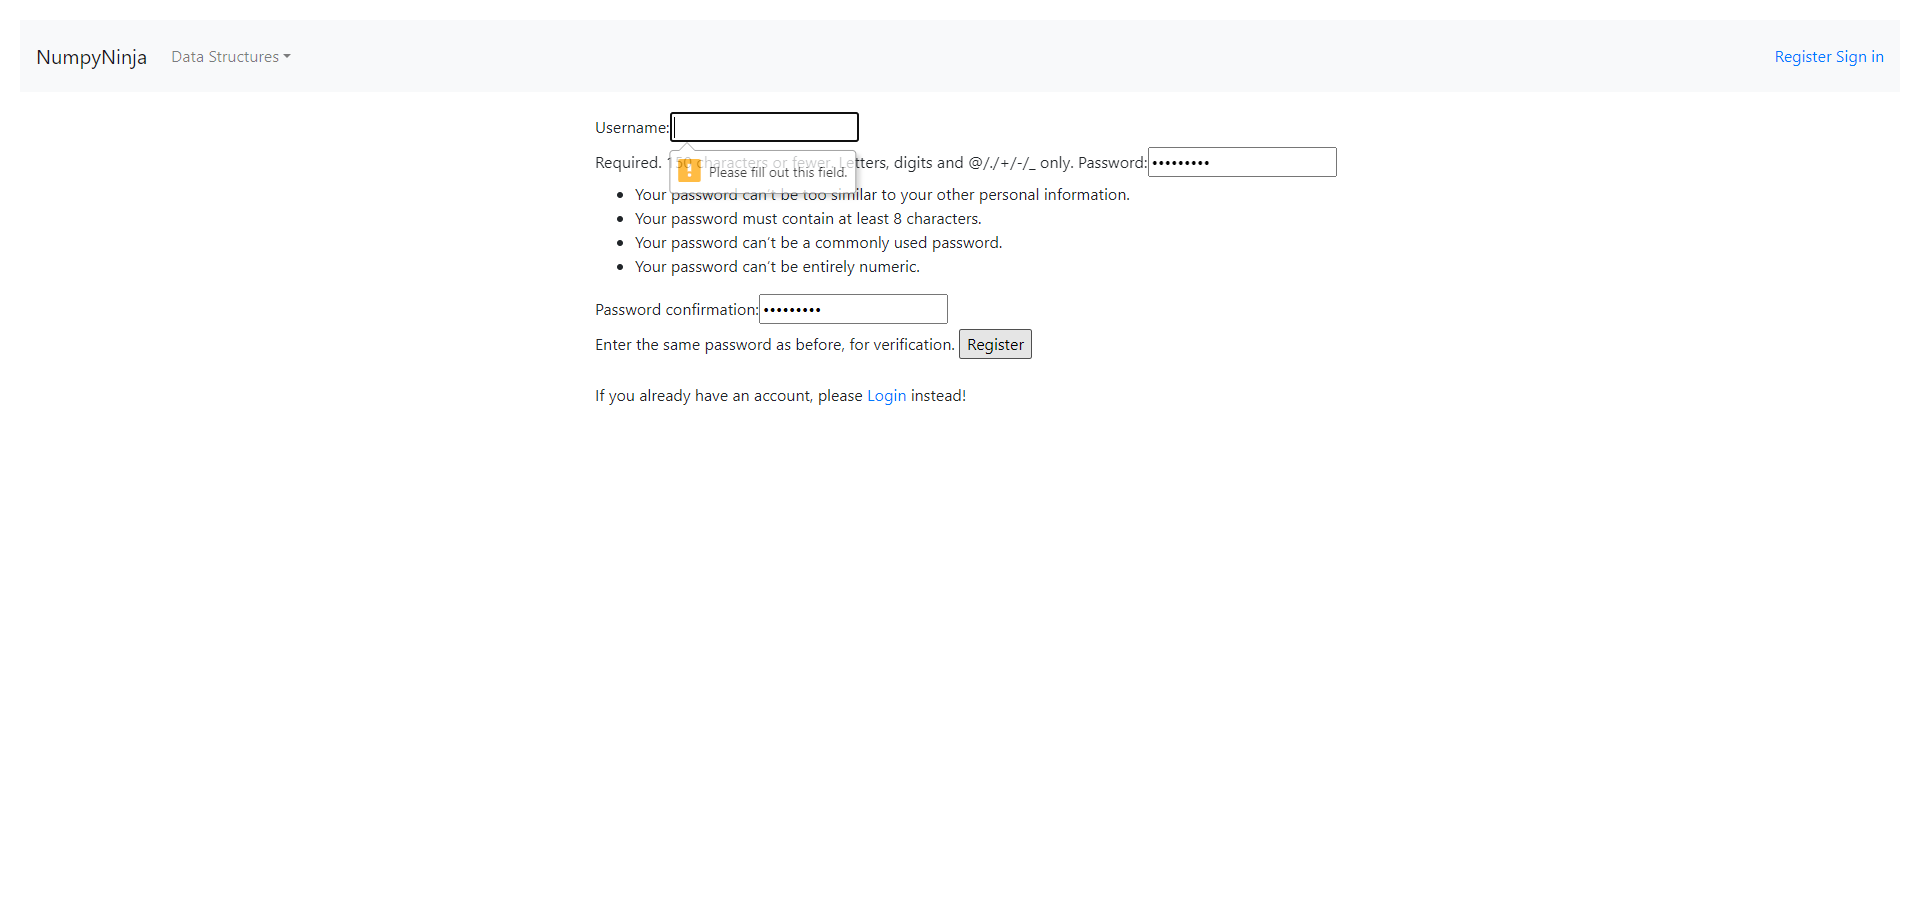 NumpyNinja Data Structures Register Sign in
Username:
Required. 150 characters or fewer. Letters, digits and @/./+/-/_ only. Password: •••••••••
Please fill out this field.
• Your password can't be too similar to your other personal information.
• Your password must contain at least 8 characters.
• Your password can't be a commonly used password.
• Your password can't be entirely numeric.
Password confirmation: •••••••••
Enter the same password as before, for verification. Register
If you already have an account, please Login instead!